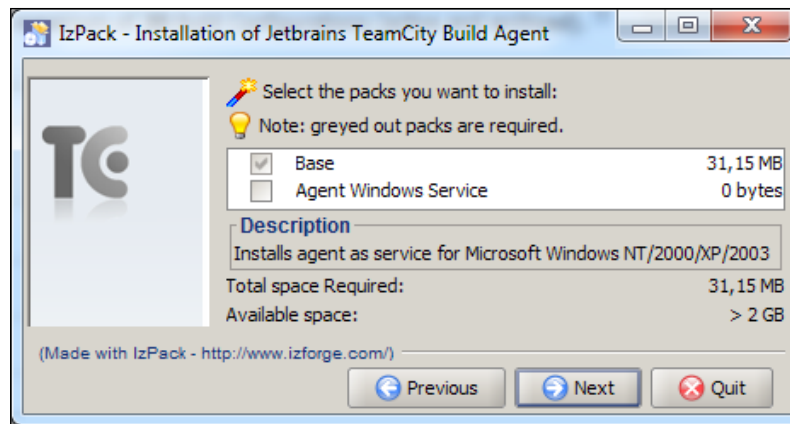 IzPack - Installation of Jetbrains TeamCity Build Agent
TC
Select the packs you want to install:
Note: greyed out packs are required.
Base 31,15 MB
Agent Windows Service 0 bytes
Description
Installs agent as service for Microsoft Windows NT/2000/XP/2003
Total space Required: 31,15 MB
Available space: > 2 GB
(Made with IzPack - http://www.izforge.com/)
Previous Next Quit